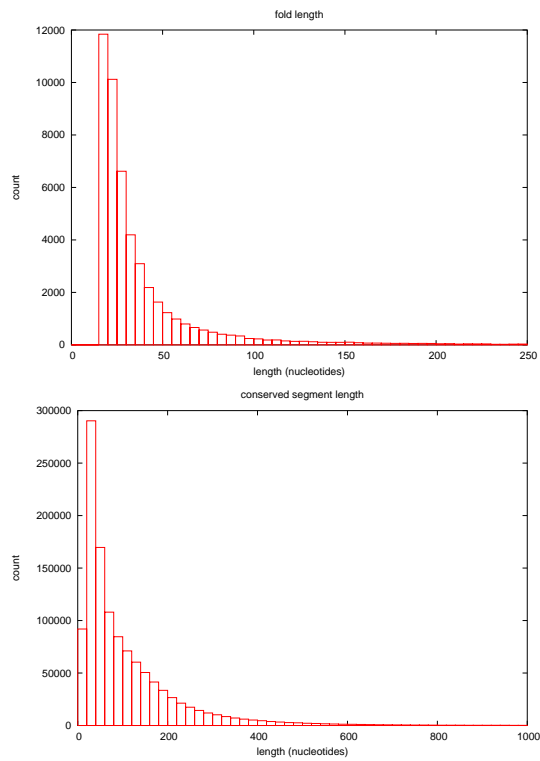 fold length
12000
10000
8000
6000
4000
2000
0
count
0 50 100 150 200 250
length (nucleotides)
conserved segment length
300000
250000
200000
150000
100000
50000
0
count
0 200 400 600 800 1000
length (nucleotides)